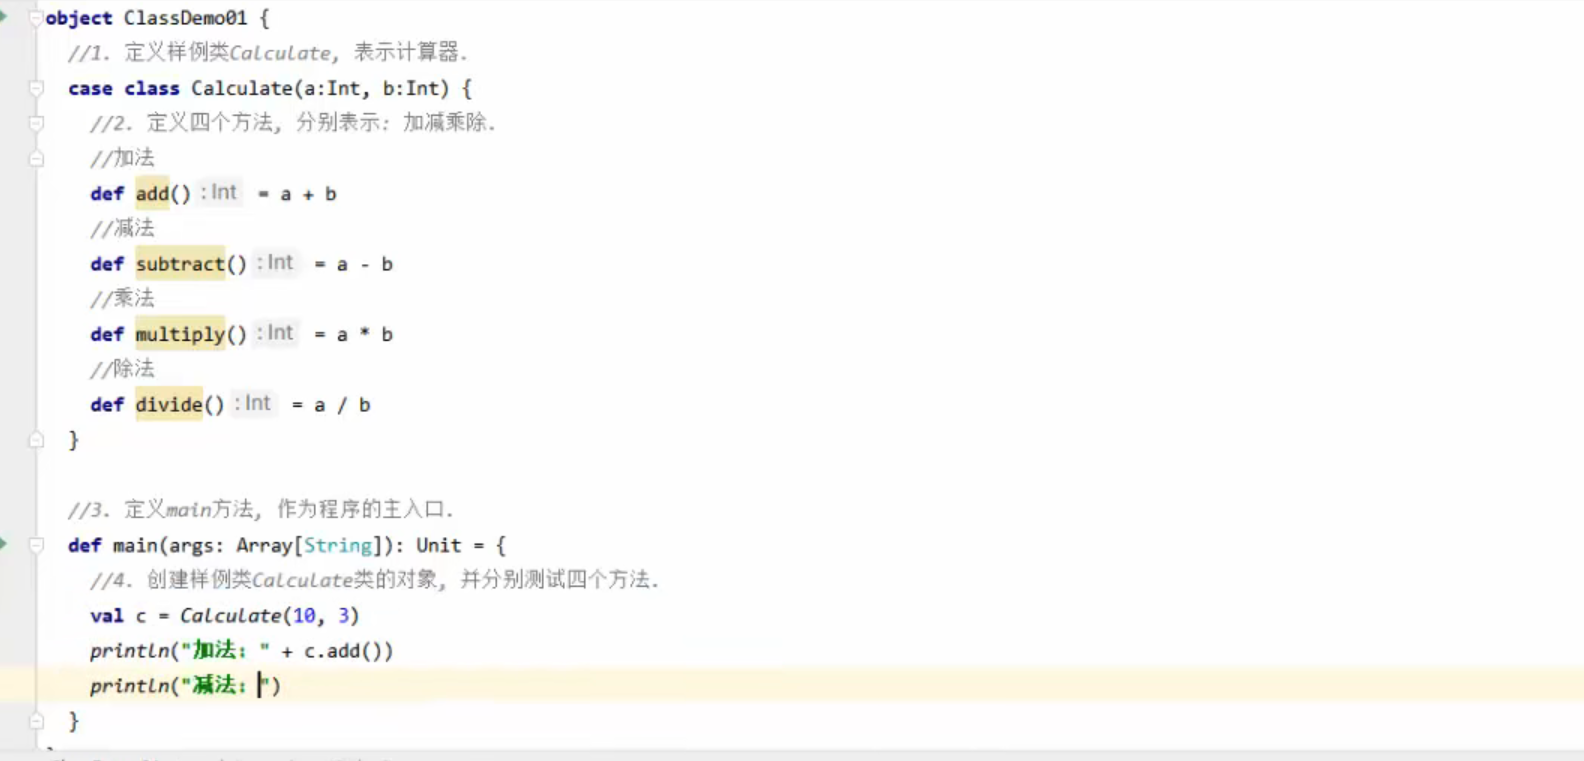 object ClassDemo01 {
//1. 定义样例类Calculate, 表示计算器.
case class Calculate(a:Int, b:Int) {
//2. 定义四个方法, 分别表示: 加减乘除.
//加法
def add() : Int = a + b
//减法
def subtract() : Int = a - b
//乘法
def multiply() : Int = a * b
//除法
def divide() : Int = a / b
}
//3. 定义main方法, 作为程序的主入口.
def main(args: Array[String]): Unit = {
//4. 创建样例类Calculate类的对象, 并分别测试四个方法.
val c = Calculate(10, 3)
println("加法: " + c.add())
println("减法: ")
}